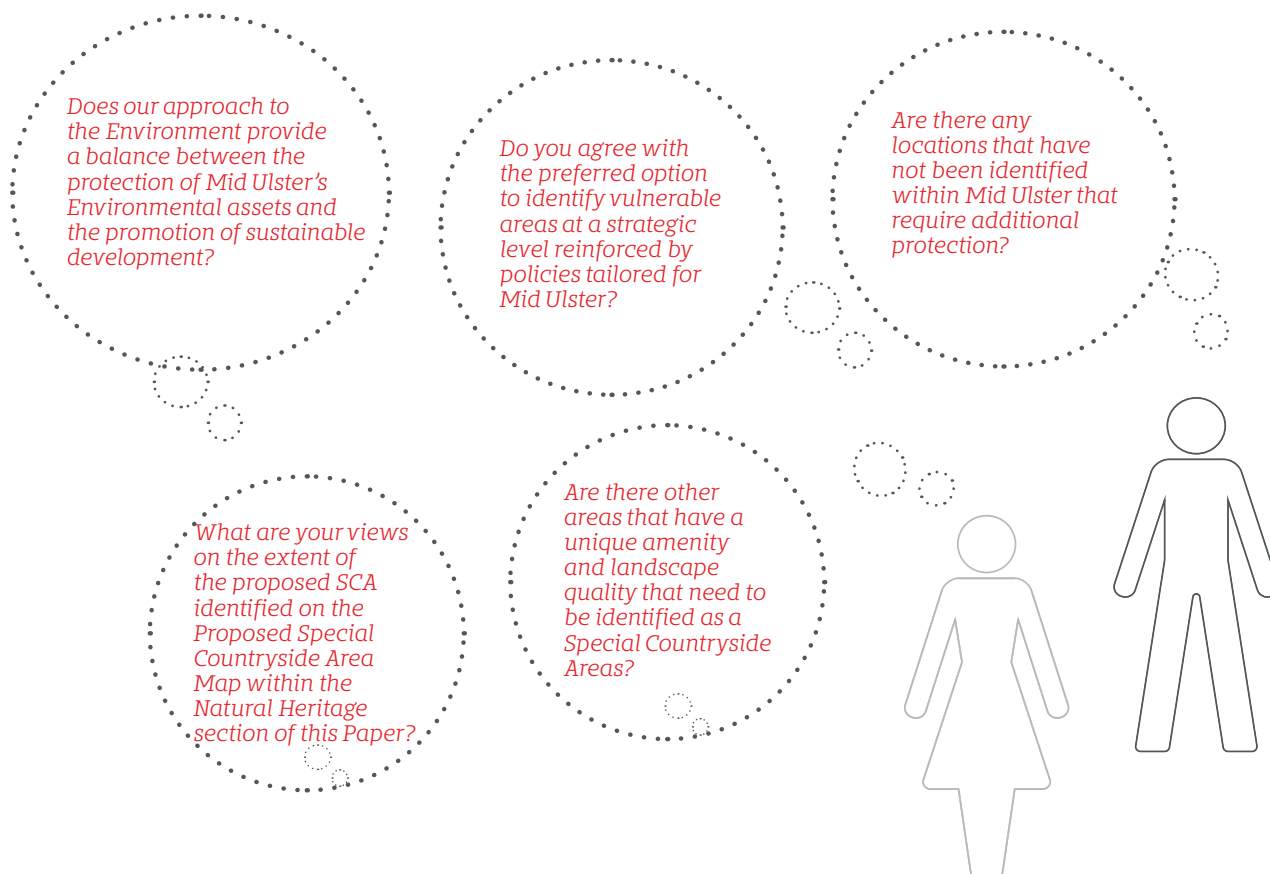 Does our approach to
the Environment provide
a balance between the
protection of Mid Ulster's
Environmental assets and
the promotion of sustainable
development?
Do you agree with
the preferred option
to identify vulnerable
areas at a strategic
level reinforced by
policies tailored for
Mid Ulster?
Are there any
locations that have
not been identified
within Mid Ulster that
require additional
protection?
What are your views
on the extent of
the proposed SCA
identified on the
Proposed Special
Countryside Area
Map within the
Natural Heritage
section of this Paper?
Are there other
areas that have a
unique amenity
and landscape
quality that need to
be identified as a
Special Countryside
Areas?